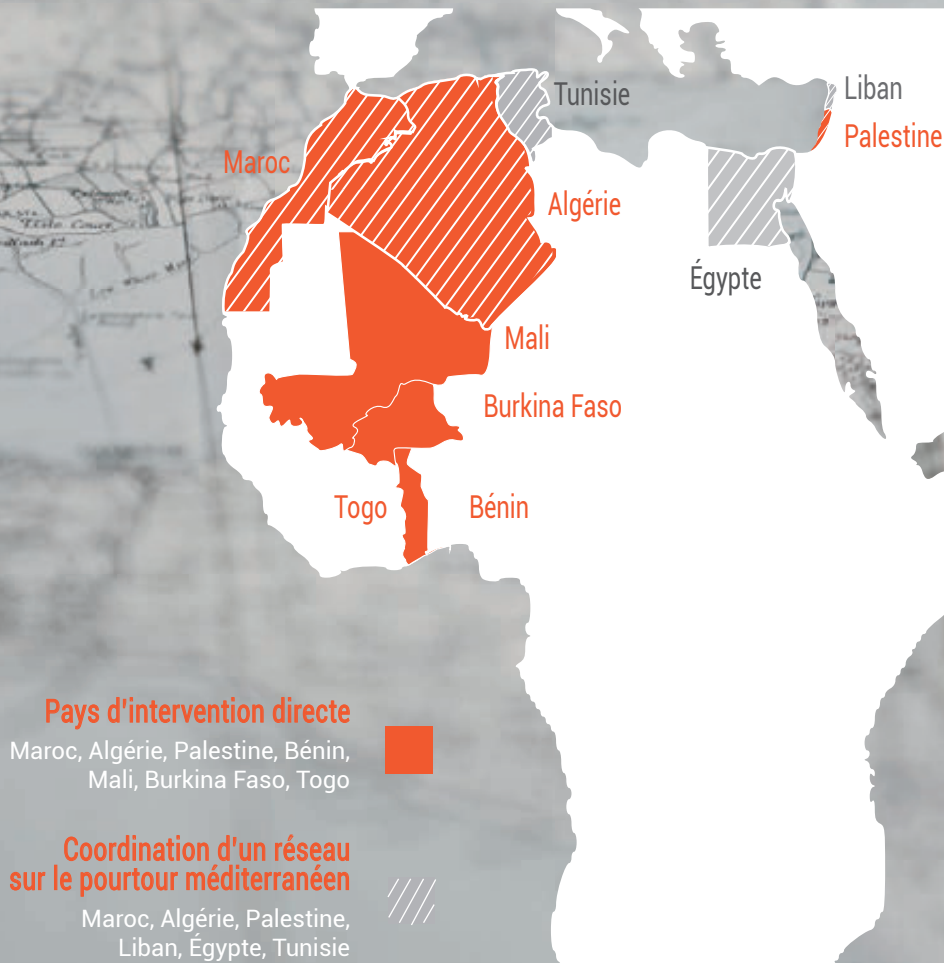 Tunisie
Liban
Palestine
Maroc
Algérie
Égypte
Mali
Burkina Faso
Togo
Bénin
Pays d'intervention directe
Maroc, Algérie, Palestine, Bénin,
Mali, Burkina Faso, Togo
Coordination d'un réseau
sur le pourtour méditerranéen
Maroc, Algérie, Palestine,
Liban, Égypte, Tunisie